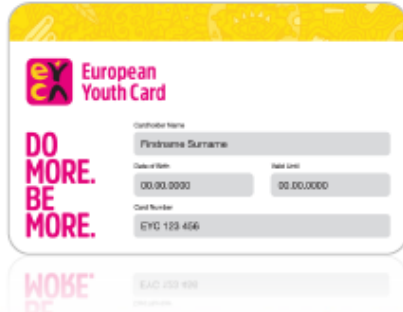 eYCA
European
Youth Card
DO
MORE.
BE
MORE.
Cardholder Name
Firstname Surname
Date of Birth
Valid Until
00.00.0000
00.00.0000
Card Number
EYC 123 456